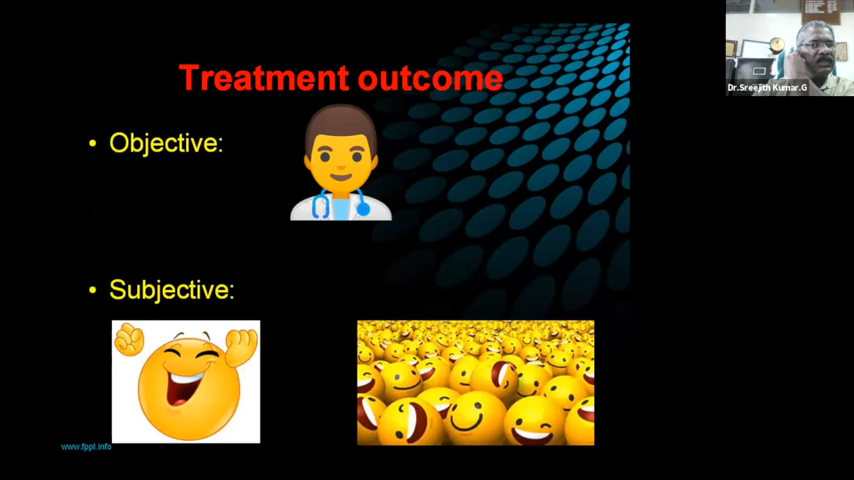 Treatment outcome
• Objective:
• Subjective:
www.fppt.info
Dr.Sreejith Kumar.G